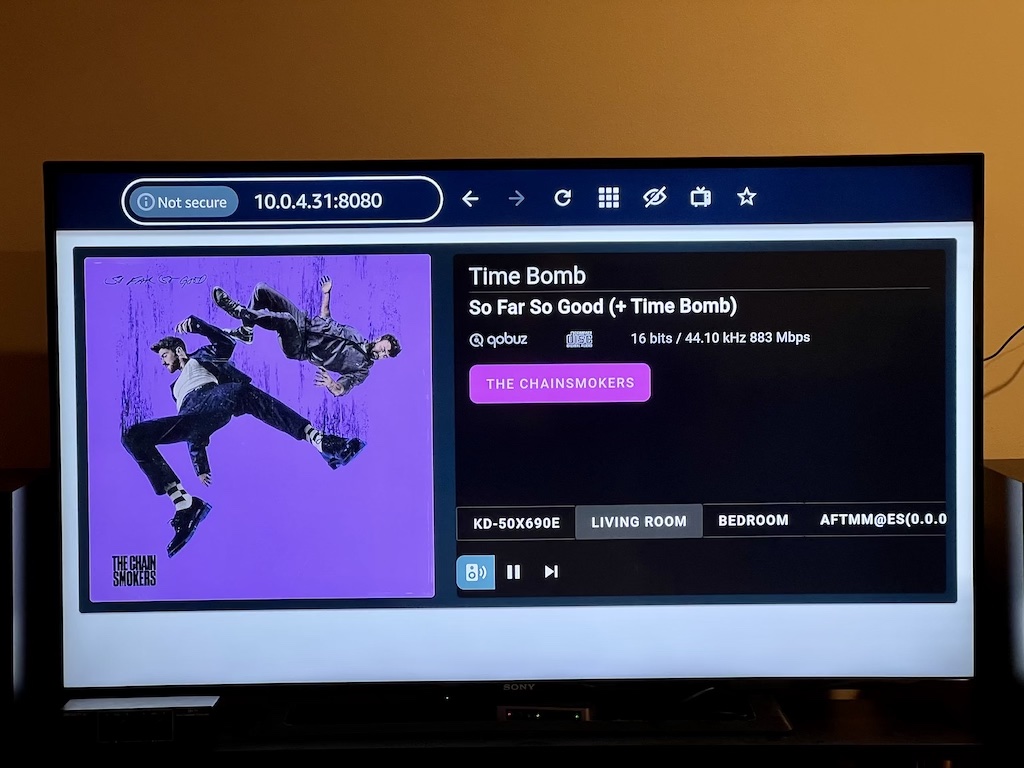 Not secure 10.0.4.31:8080
SO FAR SO GOOD
Time Bomb
So Far So Good (+ Time Bomb)
qobuz
disc
16 bits / 44.10 kHz 883 Mbps
THE CHAINSMOKERS
THE CHAIN
SMOKERS
KD-50X690E
LIVING ROOM
BEDROOM
AFTMM@ES(0.0.0
SONY